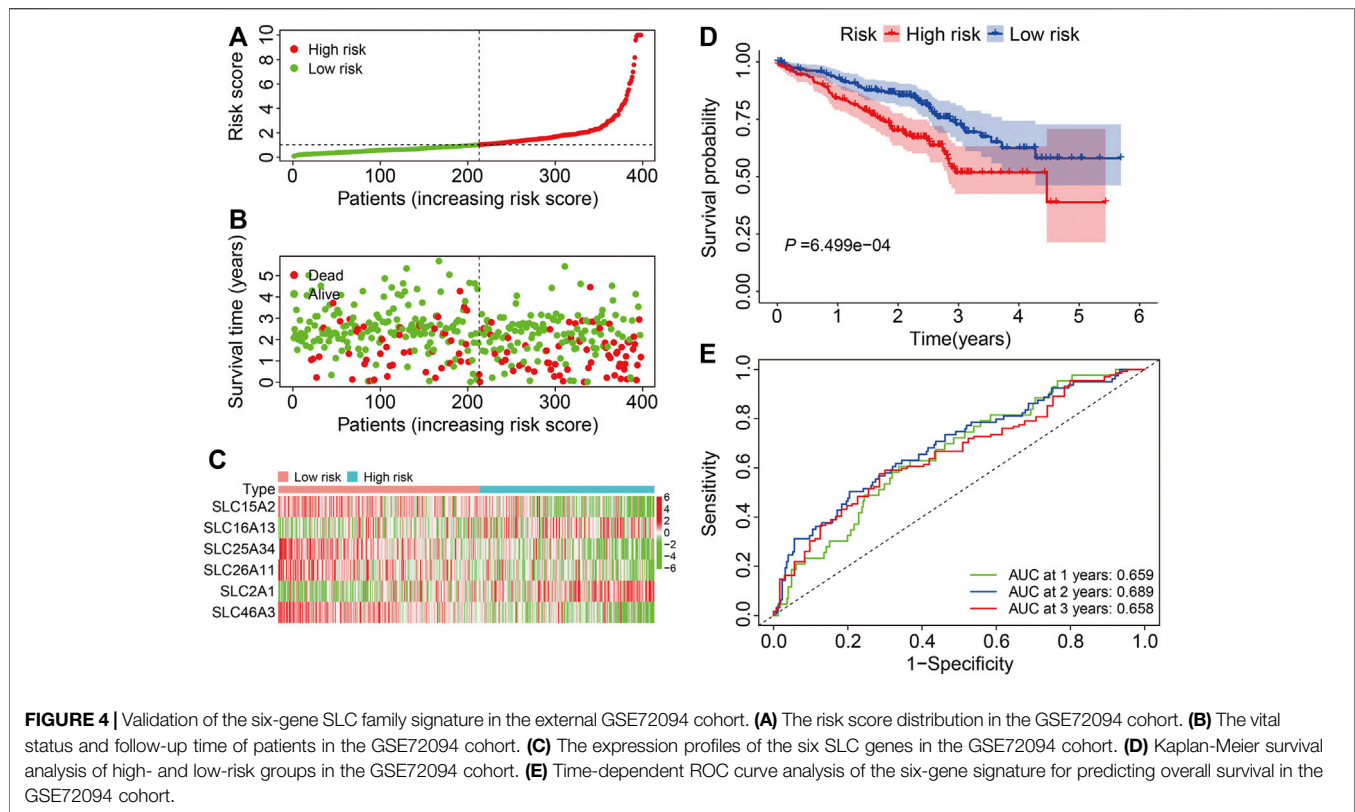 A
Risk score
10
8
6
4
2
0
High risk
Low risk
0 100 200 300 400
Patients (increasing risk score)
B
Survival time (years)
5
4
3
2
1
0
Dead
Alive
0 100 200 300 400
Patients (increasing risk score)
C
Low risk High risk
Type
SLC15A2
SLC16A13
SLC25A34
SLC26A11
SLC2A1
SLC46A3
6
4
2
0
−2
−4
−6
D
Risk High risk Low risk
Survival probability
1.00
0.75
0.50
0.25
0.00
P =6.499e−04
0 1 2 3 4 5 6
Time(years)
E
Sensitivity
1.0
0.8
0.6
0.4
0.2
0.0
AUC at 1 years: 0.659
AUC at 2 years: 0.689
AUC at 3 years: 0.658
0.0 0.2 0.4 0.6 0.8 1.0
1-Specificity
FIGURE 4 | Validation of the six-gene SLC family signature in the external GSE72094 cohort. (A) The risk score distribution in the GSE72094 cohort. (B) The vital
status and follow-up time of patients in the GSE72094 cohort. (C) The expression profiles of the six SLC genes in the GSE72094 cohort. (D) Kaplan-Meier survival
analysis of high- and low-risk groups in the GSE72094 cohort. (E) Time-dependent ROC curve analysis of the six-gene signature for predicting overall survival in the
GSE72094 cohort.